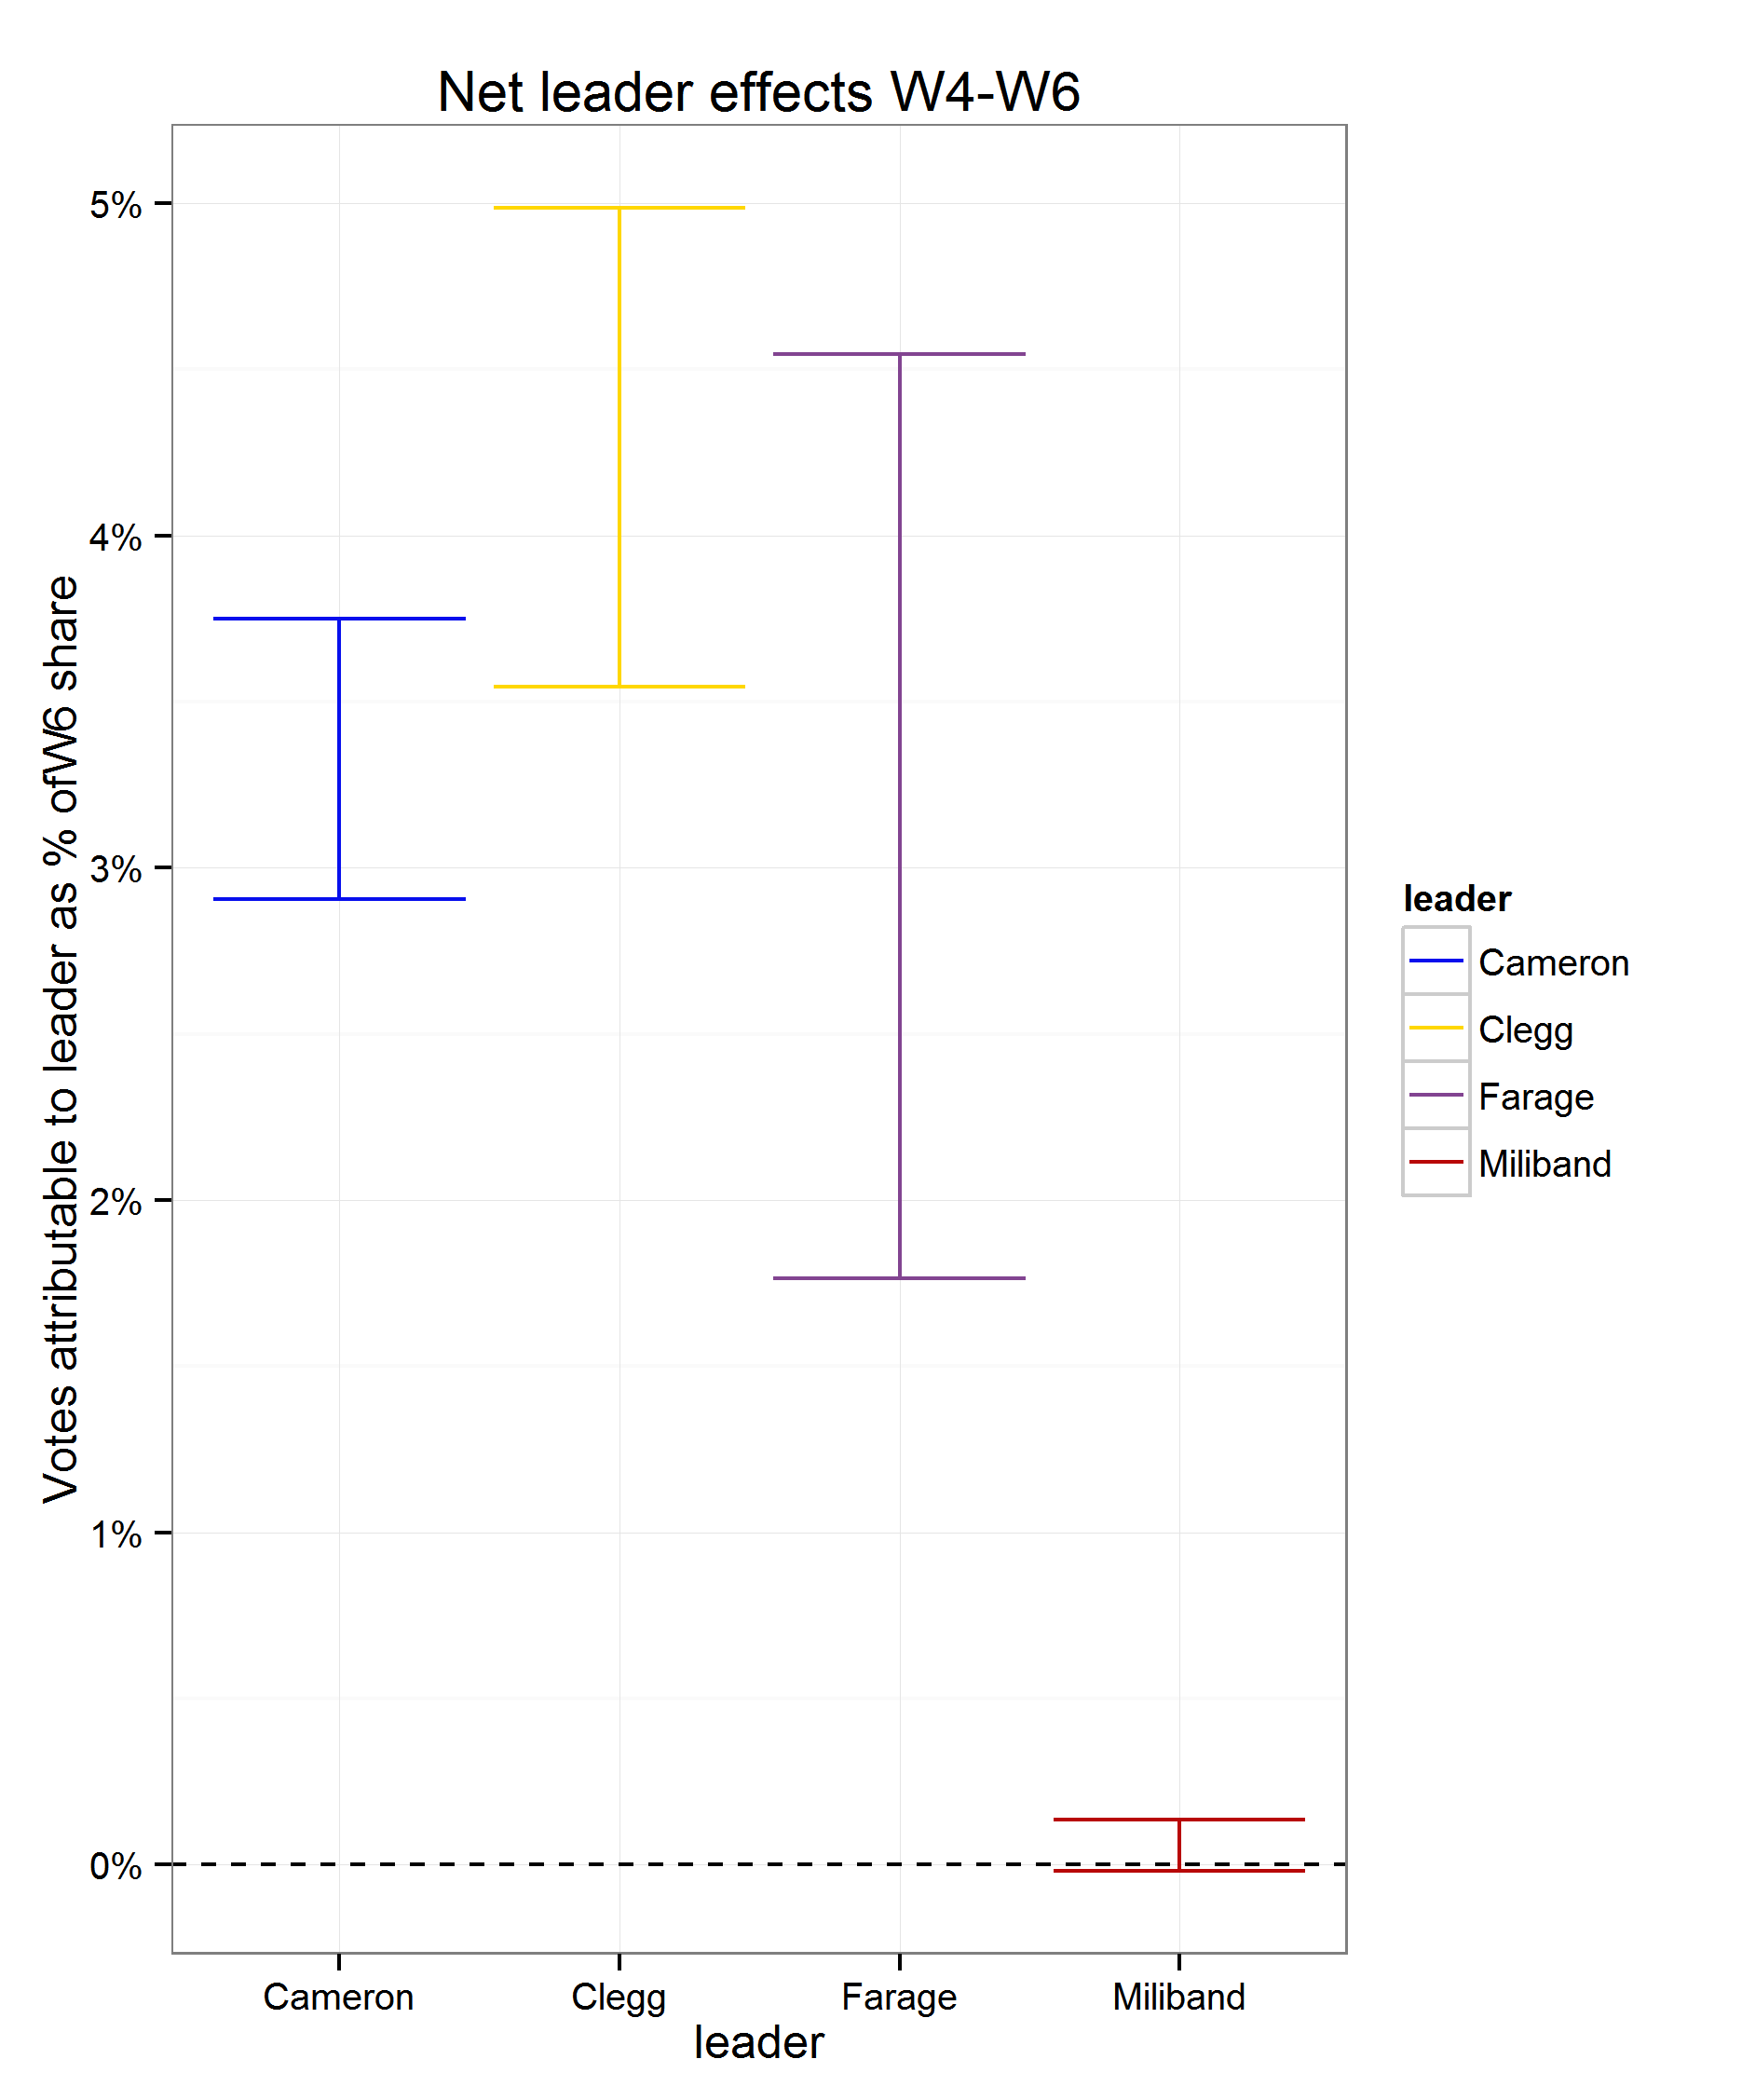 Net leader effects W4-W6
Votes attributable to leader as % ofW6 share
5%
4%
3%
2%
1%
0%
Cameron
Clegg
Farage
Miliband
leader
leader
Cameron
Clegg
Farage
Miliband